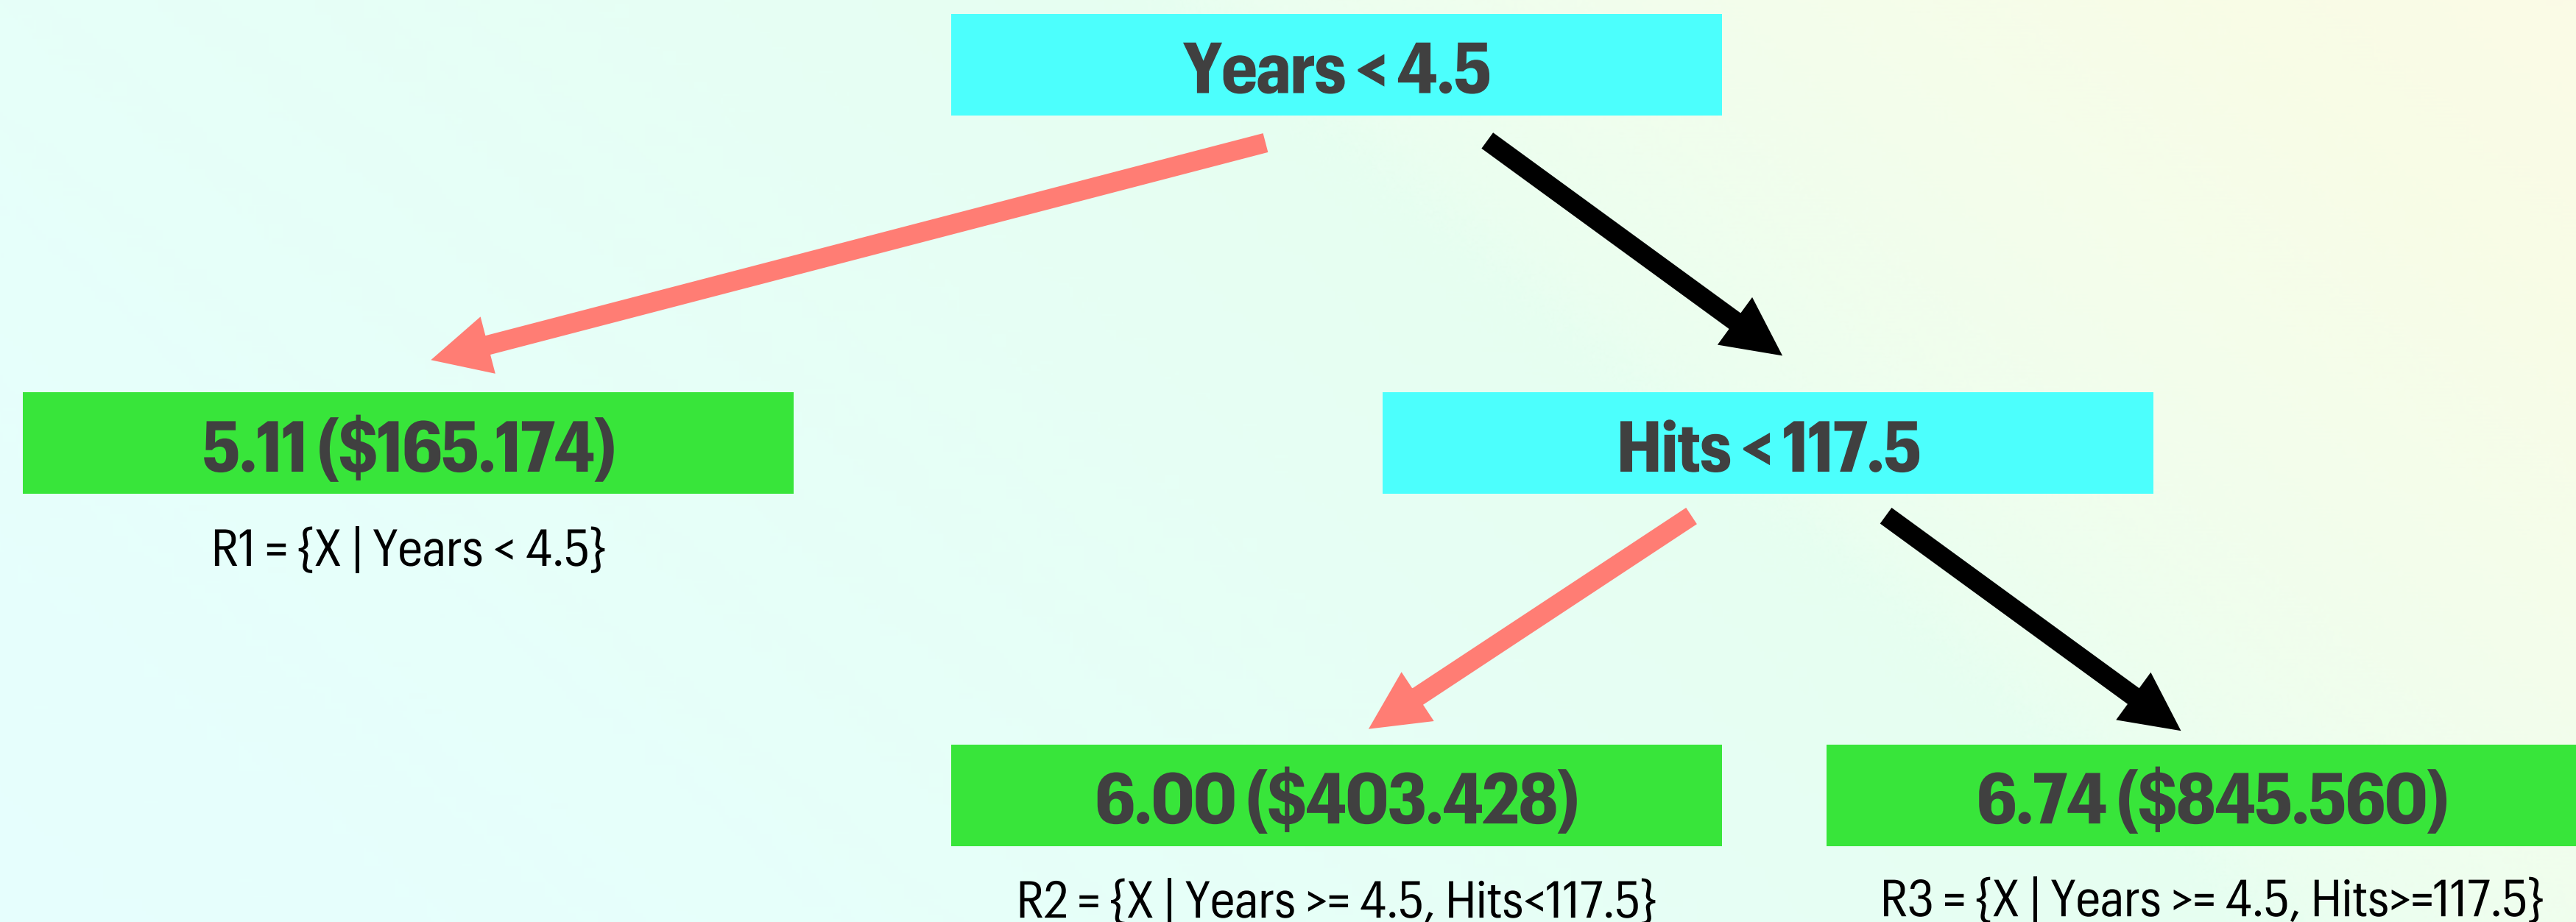 Years < 4.5
5.11 ($165.174)
Hits < 117.5
R1 = {X | Years < 4.5}
6.00 ($403.428)
6.74 ($845.560)
R2 = {X | Years >= 4.5, Hits<117.5}
R3 = {X | Years >= 4.5, Hits>=117.5}